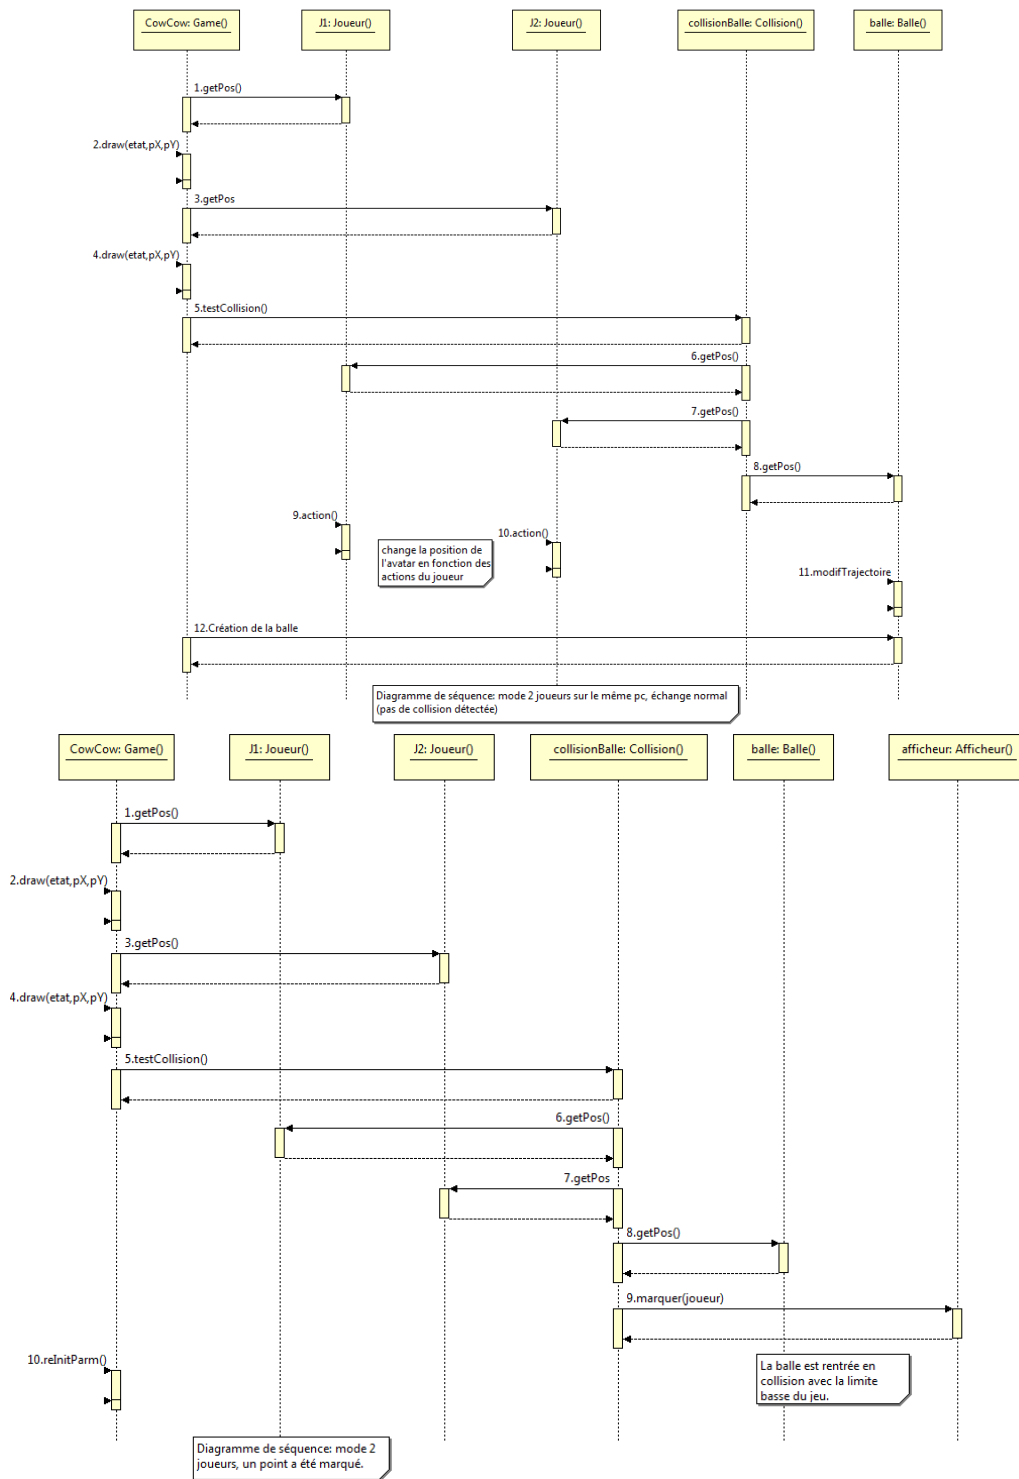 CowCow: Game()
J1: Joueur()
J2: Joueur()
collisionBalle: Collision()
balle: Balle()
1.getPos()
2.draw(etat,pX,pY)
3.getPos
4.draw(etat,pX,pY)
5.testCollision()
6.getPos()
7.getPos()
8.getPos()
9.action()
10.action()
change la position de
l'avatar en fonction des
actions du joueur
11.modifTrajectoire
12.Création de la balle
Diagramme de séquence: mode 2 joueurs sur le même pc, échange normal
(pas de collision détectée)
CowCow: Game()
J1: Joueur()
J2: Joueur()
collisionBalle: Collision()
balle: Balle()
afficheur: Afficheur()
1.getPos()
2.draw(etat,pX,pY)
3.getPos()
4.draw(etat,pX,pY)
5.testCollision()
6.getPos()
7.getPos
8.getPos()
9.marquer(joueur)
10.reInitParm()
La balle est rentrée en
collision avec la limite
basse du jeu.
Diagramme de séquence: mode 2
joueurs, un point a été marqué.